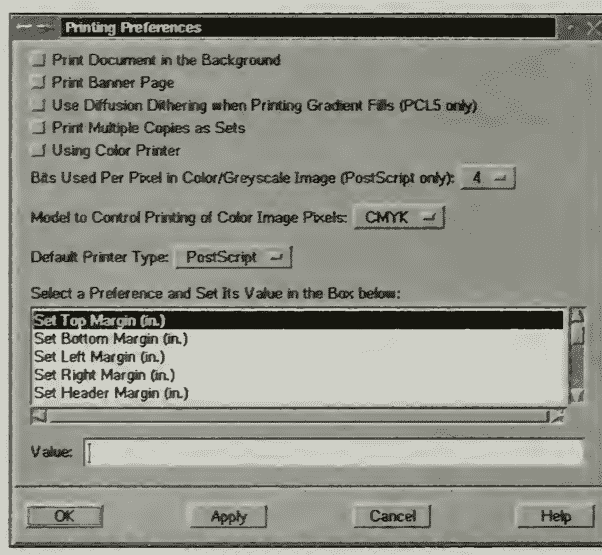 Printing Preferences
Print Document in the Background
Print Banner Page
Use Diffusion Dithering when Printing Gradient Fills (PCL5 only)
Print Multiple Copies as Sets
Using Color Printer
Bits Used Per Pixel in Color/Greyscale Image (PostScript only): 4
Model to Control Printing of Color Image Pixels: CMYK
Default Printer Type: PostScript
Select a Preference and Set Its Value in the Box below:
Set Top Margin (in.)
Set Bottom Margin (in.)
Set Left Margin (in.)
Set Right Margin (in.)
Set Header Margin (in.)
Value:
OK Apply Cancel Help